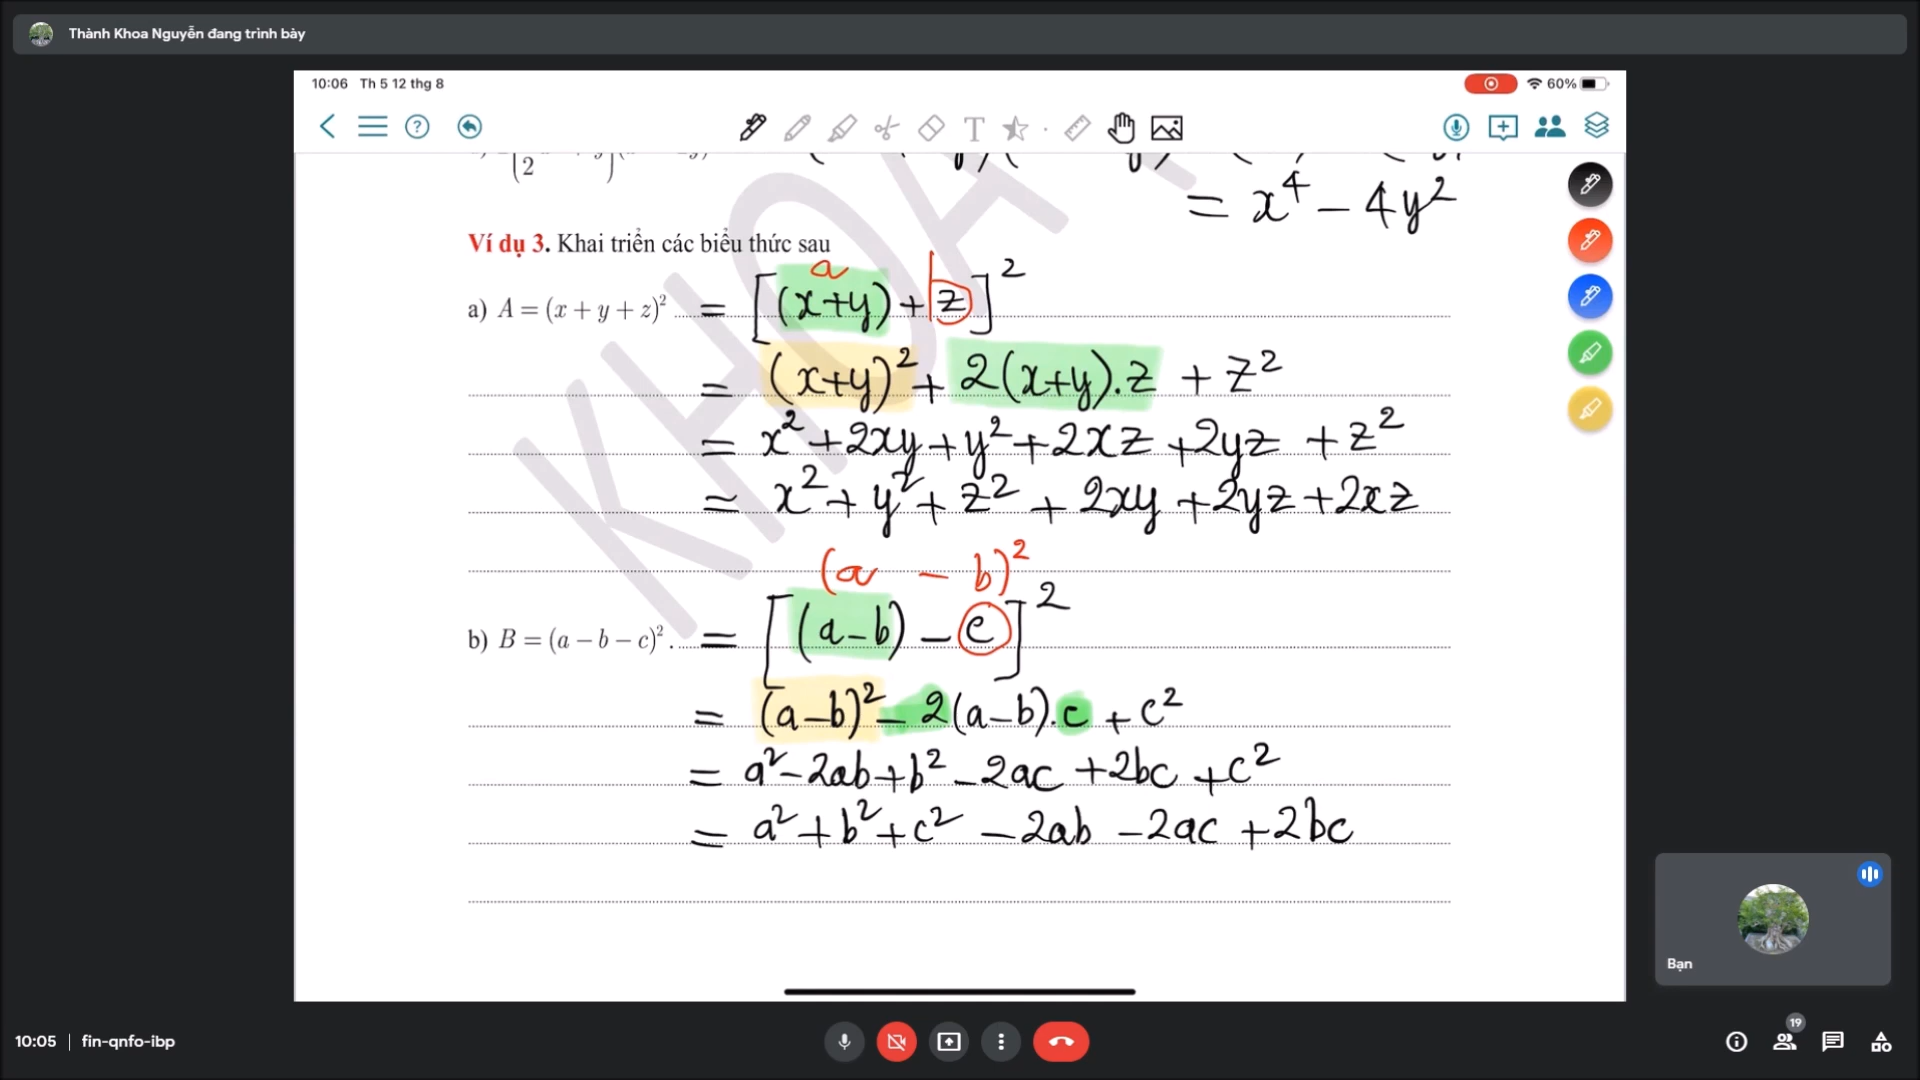 Thành Khoa Nguyễn đang trình bày
10:06 Th 5 12 thg 8
60%
= x⁴ – 4y²
Ví dụ 3. Khai triển các biểu thức sau
a
b
a) A = (x + y + z)² = [(x+y) + z]²
= (x+y)² + 2(x+y).z + z²
= x² + 2xy + y² + 2xz + 2yz + z²
= x² + y² + z² + 2xy + 2yz + 2xz
(a – b)²
b) B = (a – b – c)². = [(a–b) – c]²
= (a–b)² – 2(a–b).c + c²
= a² – 2ab + b² – 2ac + 2bc + c²
= a² + b² + c² – 2ab – 2ac + 2bc
KHOA
Bạn
10:05 | fin-qnfo-ibp
19